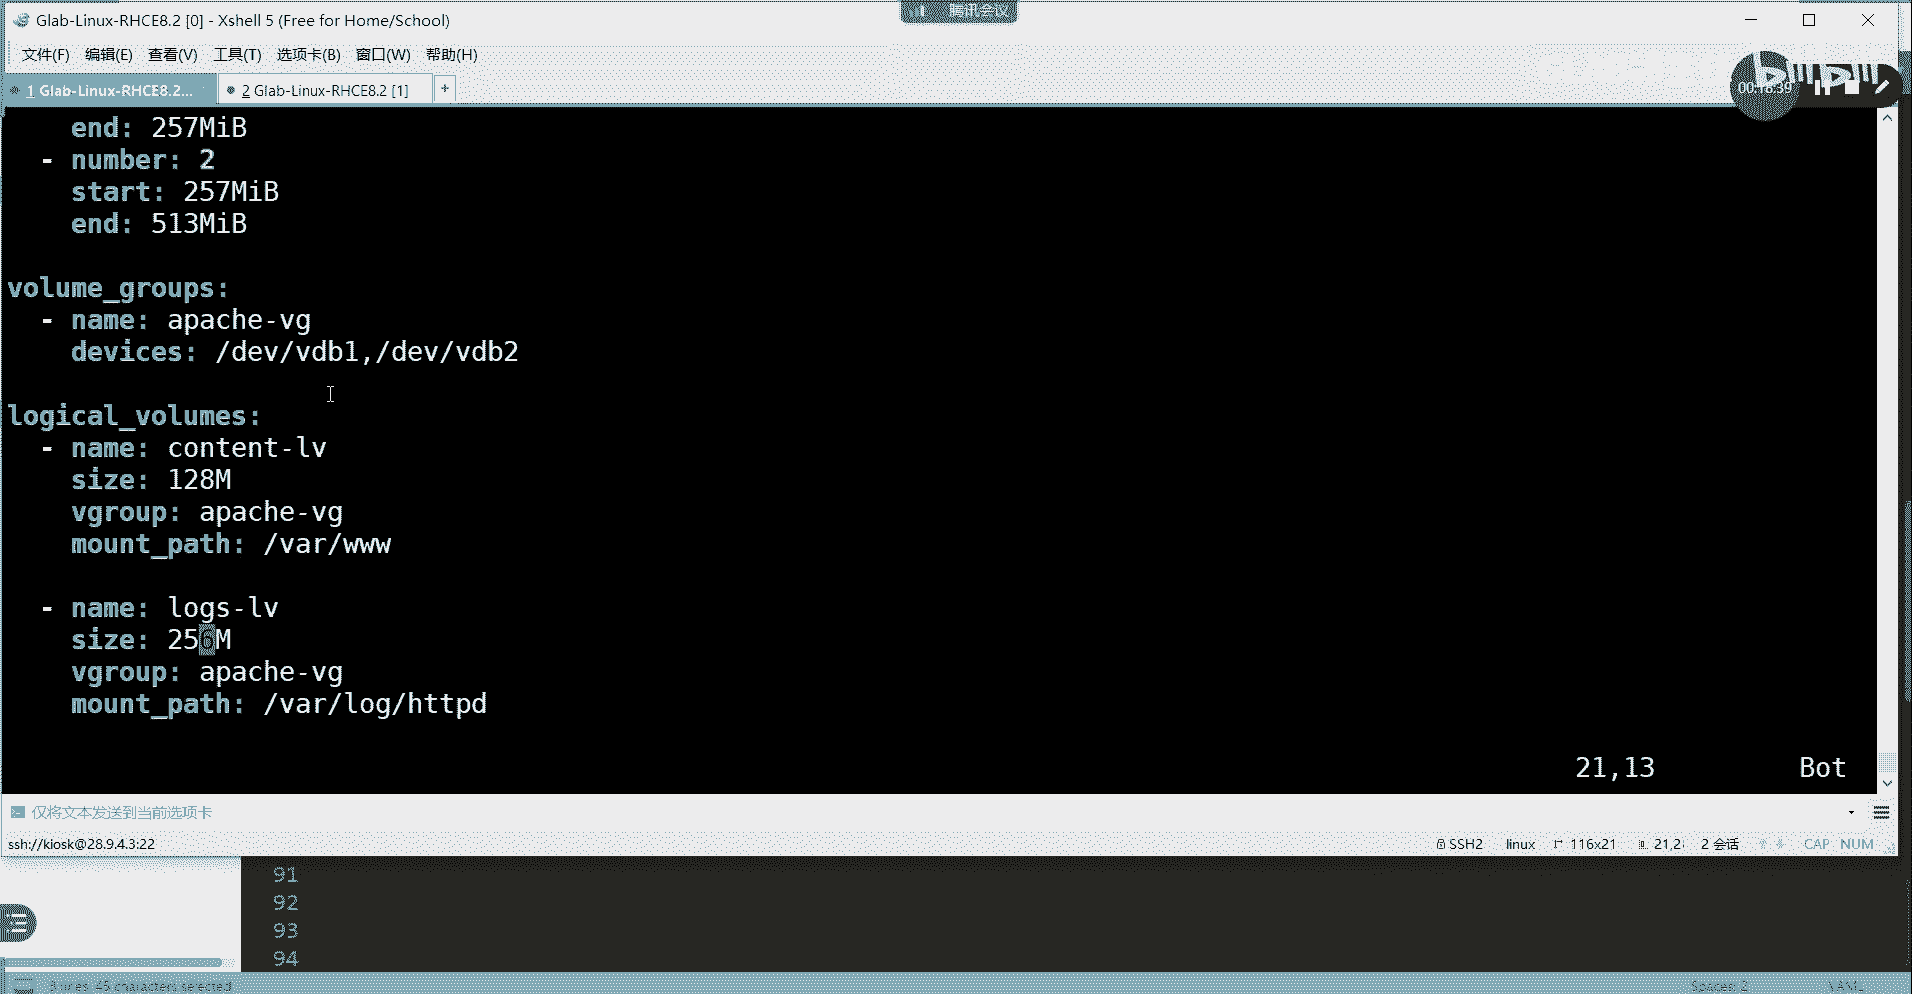 Glab-Linux-RHCE8.2 [0] - Xshell 5 (Free for Home/School)
腾讯会议
文件(F) 编辑(E) 查看(V) 工具(T) 选项卡(B) 窗口(W) 帮助(H)
1 Glab-Linux-RHCE8.2... 2 Glab-Linux-RHCE8.2 [1] +
00:18:39
end: 257MiB
- number: 2
start: 257MiB
end: 513MiB
volume_groups:
- name: apache-vg
devices: /dev/vdb1,/dev/vdb2
logical_volumes:
- name: content-lv
size: 128M
vgroup: apache-vg
mount_path: /var/www
- name: logs-lv
size: 256M
vgroup: apache-vg
mount_path: /var/log/httpd
21,13 Bot
仅将文本发送到当前选项卡
ssh://kiosk@28.9.4.3:22 SSH2 linux 116x21 21,2 2 会话 CAP NUM
91
92
93
94
45 characters selected Spaces: 2 YAML